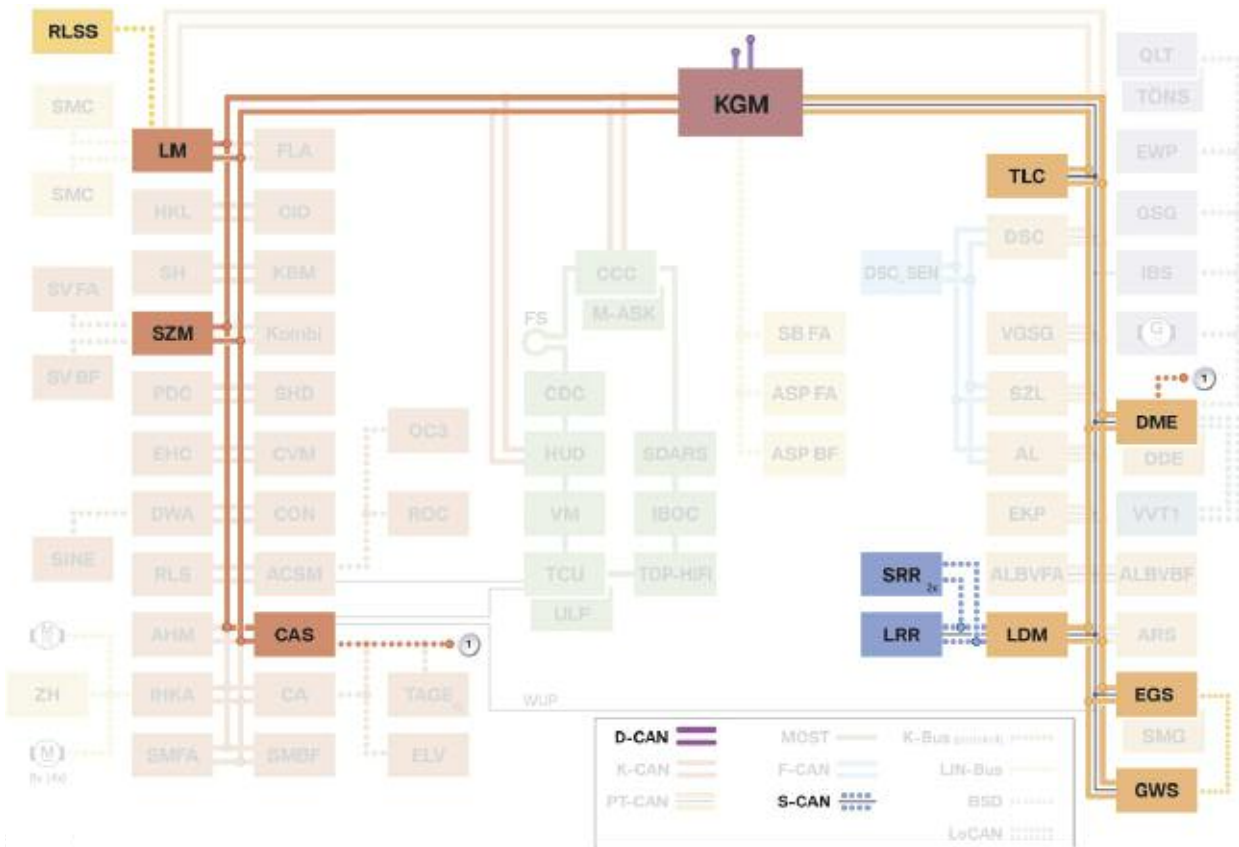 RLSS
KGM
QLT
SMC
TÖNS
LM
FLA
EWP
TLC
SMC
HKL
CID
GSG
DSC
SH
KBM
CCC
DSC_SEN
IBS
SV FA
M-ASK
FS
SZM
Kombi
SB FA
VGSG
G
SV BF
1
PDC
SHD
CDC
ASP FA
SZL
OC3
DME
EHC
CVM
HUD
SDARS
ASP BF
AL
DDE
DWA
CON
ROC
VM
IBOC
EKP
VVT1
SINE
RLS
ACSM
TCU
TOP-HIFI
SRR
2x
ALBVFA
ALBVBF
ULF
AHM
CAS
1
LRR
LDM
ARS
M
ZH
IHKA
CA
TAGE
WUP
EGS
D-CAN
MOST
K-Bus
SMG
M
SMFA
SMBF
ELV
K-CAN
F-CAN
LIN-Bus
PT-CAN
S-CAN
BSD
GWS
LoCAN